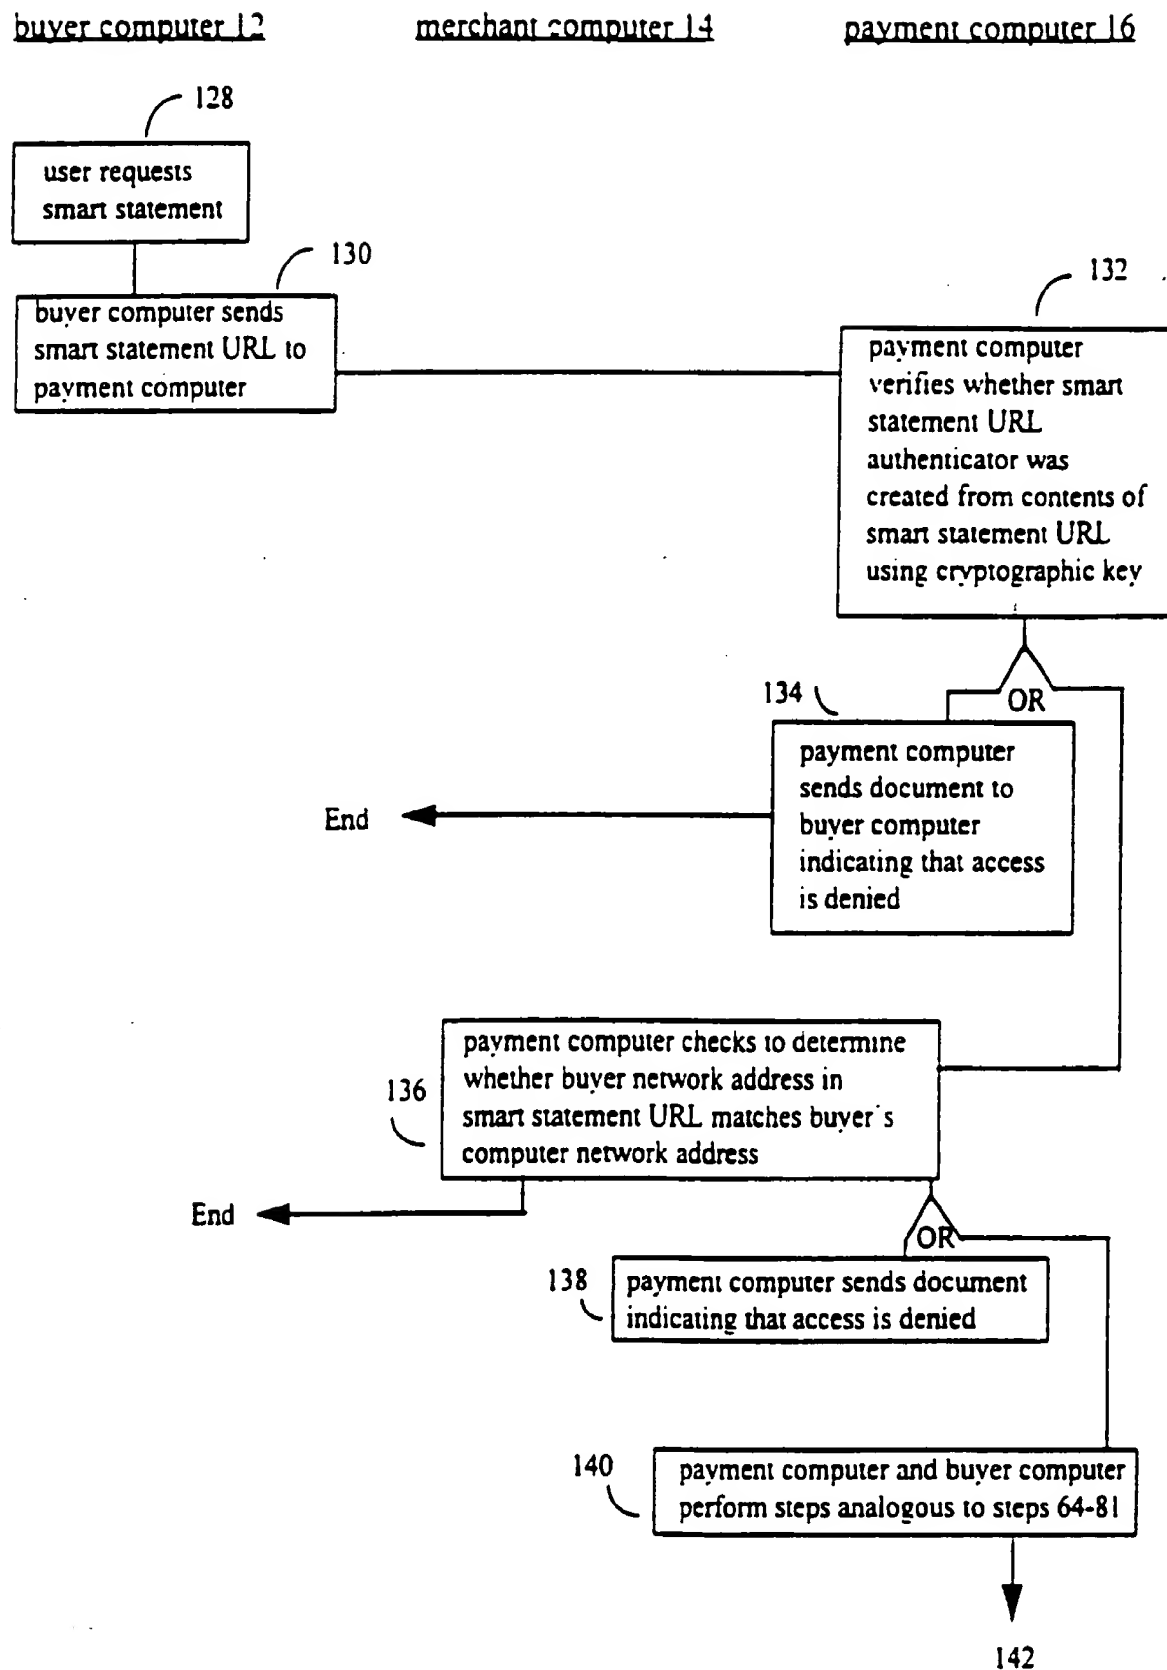 buyer computer 12
merchant computer 14
payment computer 16
128
user requests
smart statement
130
buyer computer sends
smart statement URL to
payment computer
132
payment computer
verifies whether smart
statement URL
authenticator was
created from contents of
smart statement URL
using cryptographic key
OR
134
payment computer
sends document to
buyer computer
indicating that access
is denied
End
136
payment computer checks to determine
whether buyer network address in
smart statement URL matches buyer's
computer network address
End
OR
138
payment computer sends document
indicating that access is denied
140
payment computer and buyer computer
perform steps analogous to steps 64-81
142